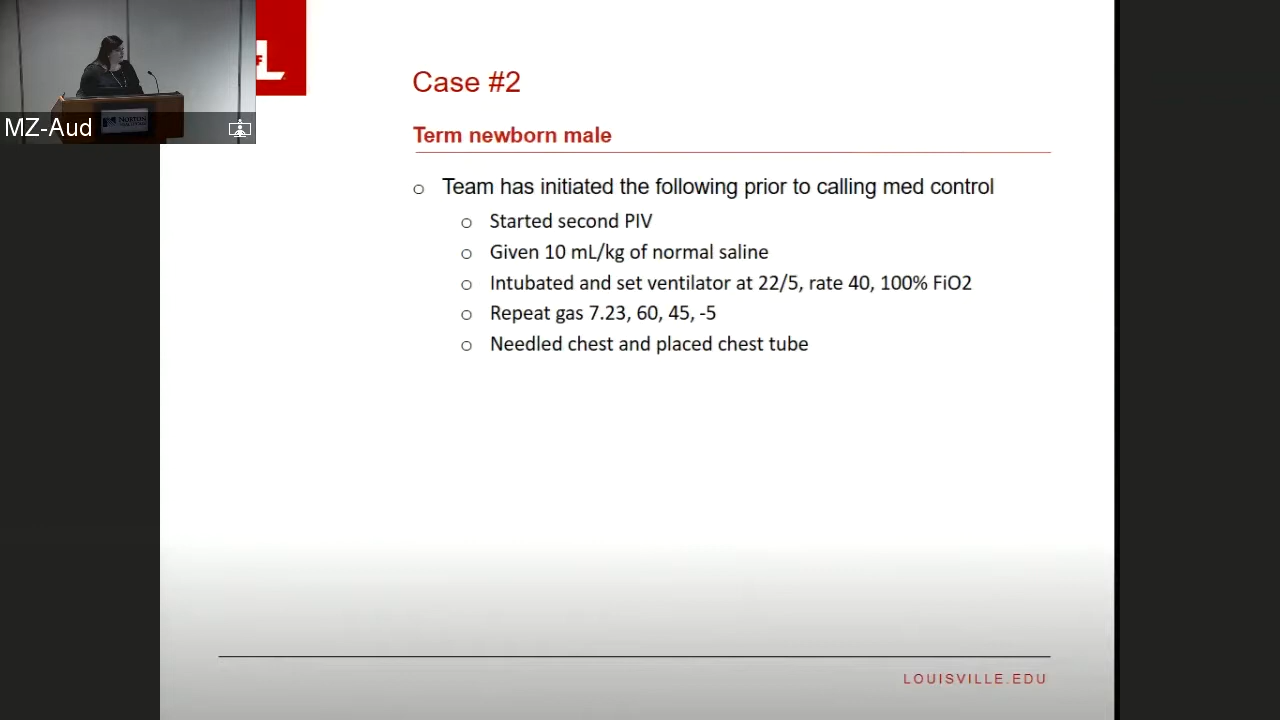 MZ-Aud
NORTON
F
L
Case #2
Term newborn male
Team has initiated the following prior to calling med control
Started second PIV
Given 10 mL/kg of normal saline
Intubated and set ventilator at 22/5, rate 40, 100% FiO2
Repeat gas 7.23, 60, 45, -5
Needled chest and placed chest tube
LOUISVILLE.EDU